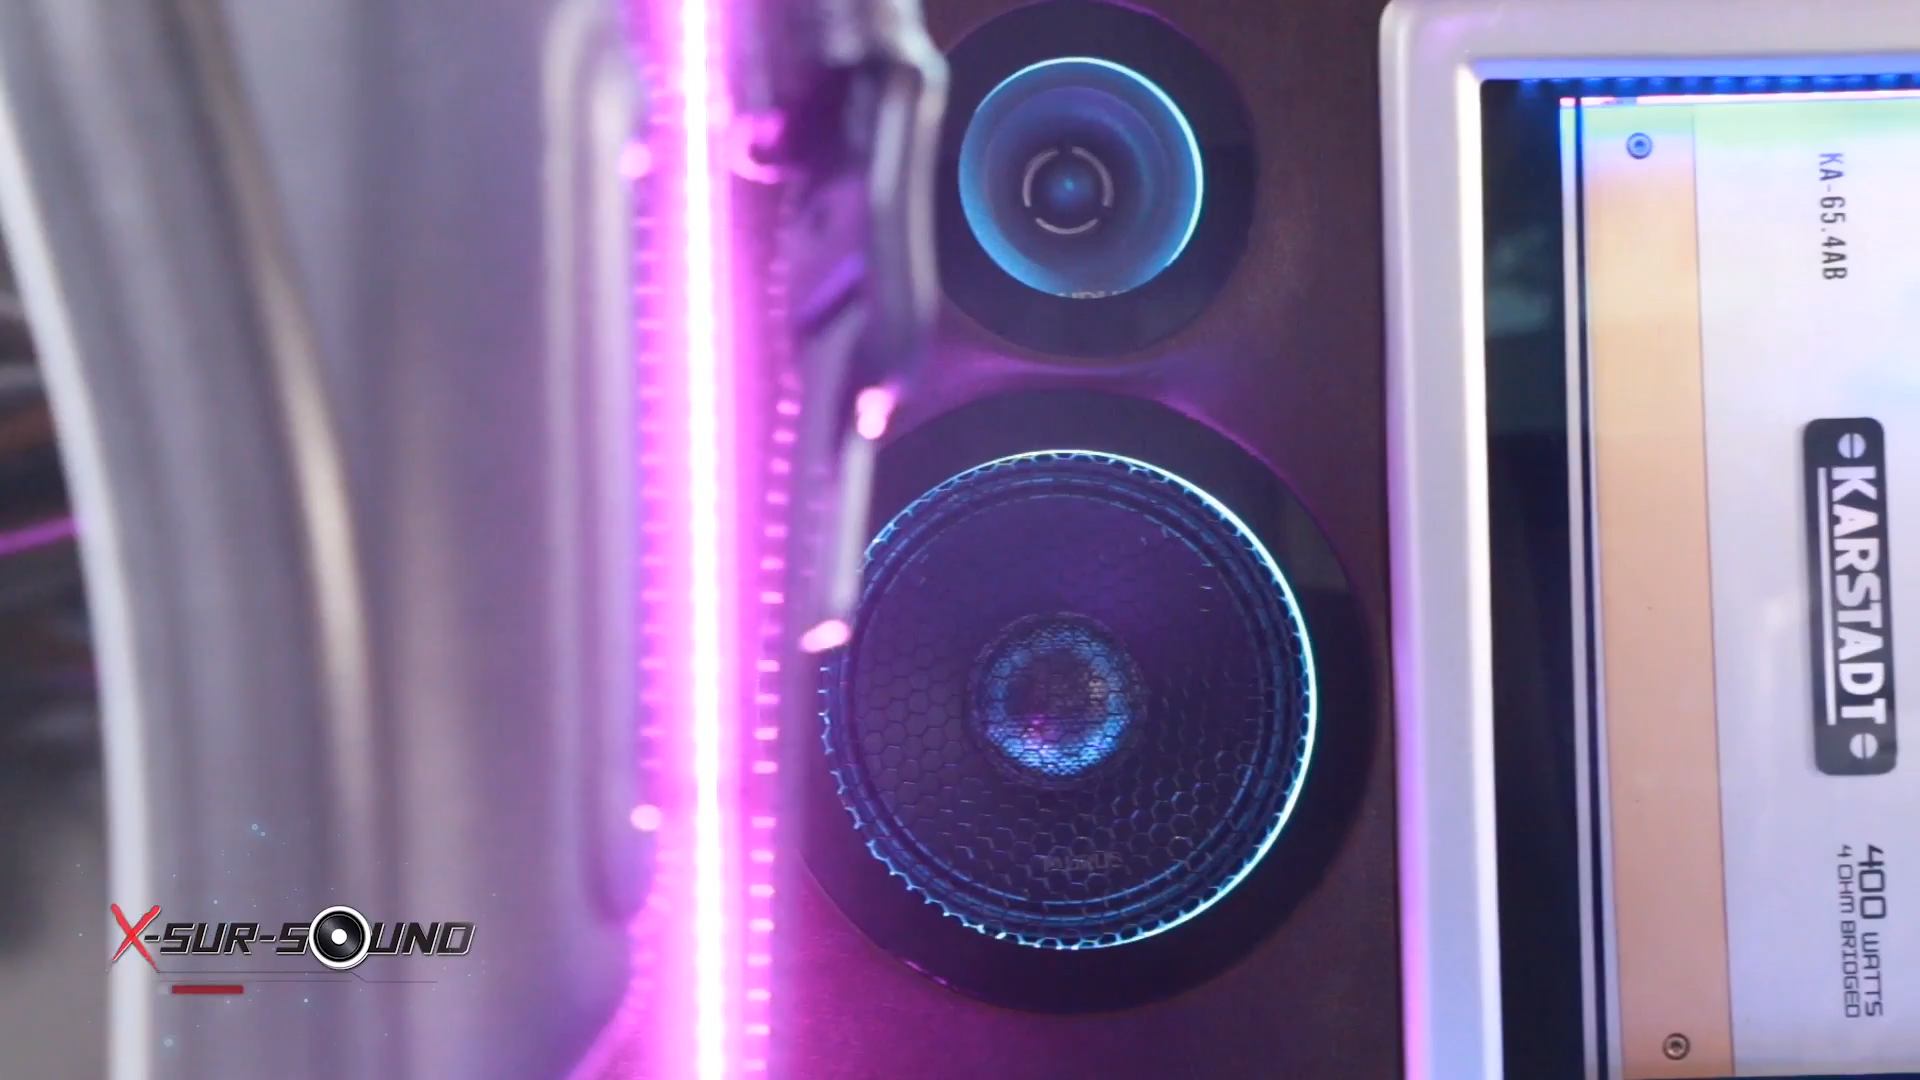 KA-65.4AB
KARSTADT
400 WATTS
4 OHM BRIDGED
X-SUR-SOUND